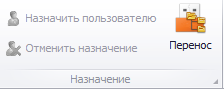 Назначить пользователю
Отменить назначение
Перенос
Назначение